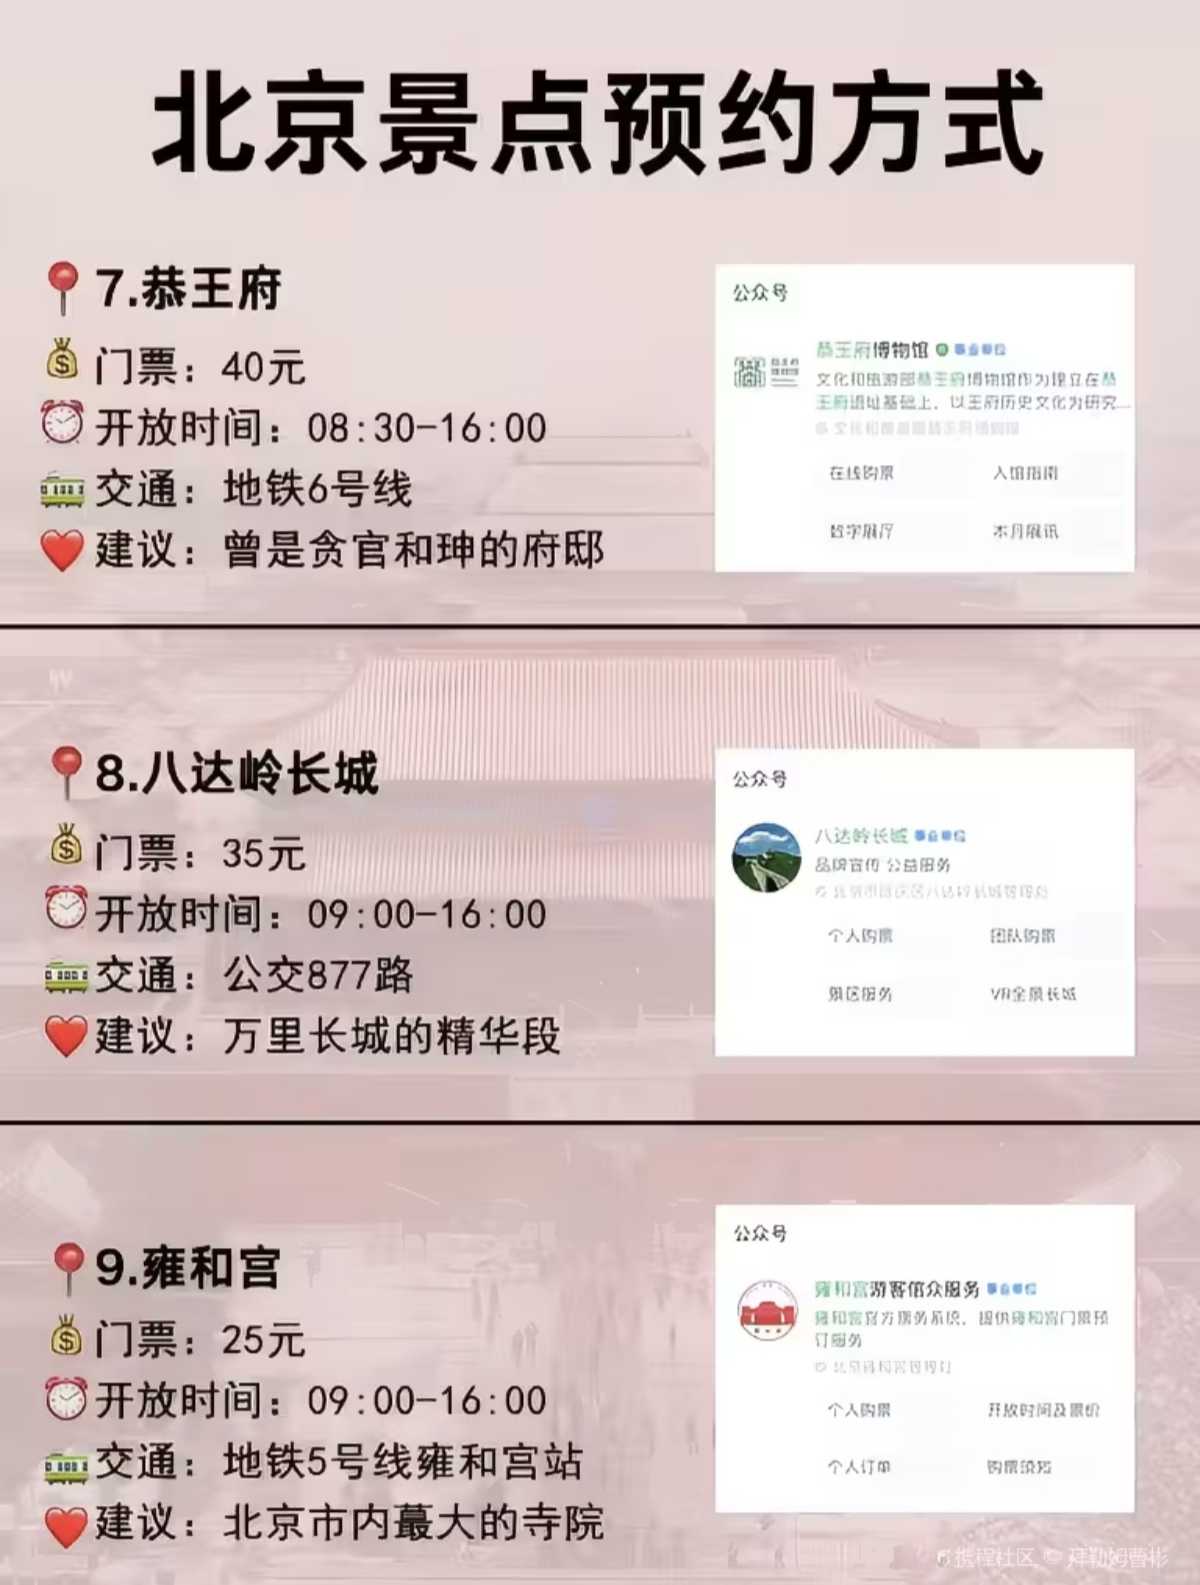 北京景点预约方式
7.恭王府
门票：40元
开放时间：08:30-16:00
交通：地铁6号线
建议：曾是贪官和珅的府邸
公众号
恭王府博物馆 事业单位
文化和旅游部恭王府博物馆作为建立在恭
王府遗址基础上，以王府历史文化为研究...
在线购票
入馆指南
数字展厅
本月展讯
8.八达岭长城
门票：35元
开放时间：09:00-16:00
交通：公交877路
建议：万里长城的精华段
公众号
八达岭长城 事业单位
品牌宣传 公益服务
个人购票
团队购票
景区服务
VR全景长城
9.雍和宫
门票：25元
开放时间：09:00-16:00
交通：地铁5号线雍和宫站
建议：北京市内最大的寺院
公众号
雍和宫游客信众服务 事业单位
雍和宫官方服务系统，提供雍和宫门票预
订服务
个人购票
开放时间及票价
个人订单
购票须知
携程社区